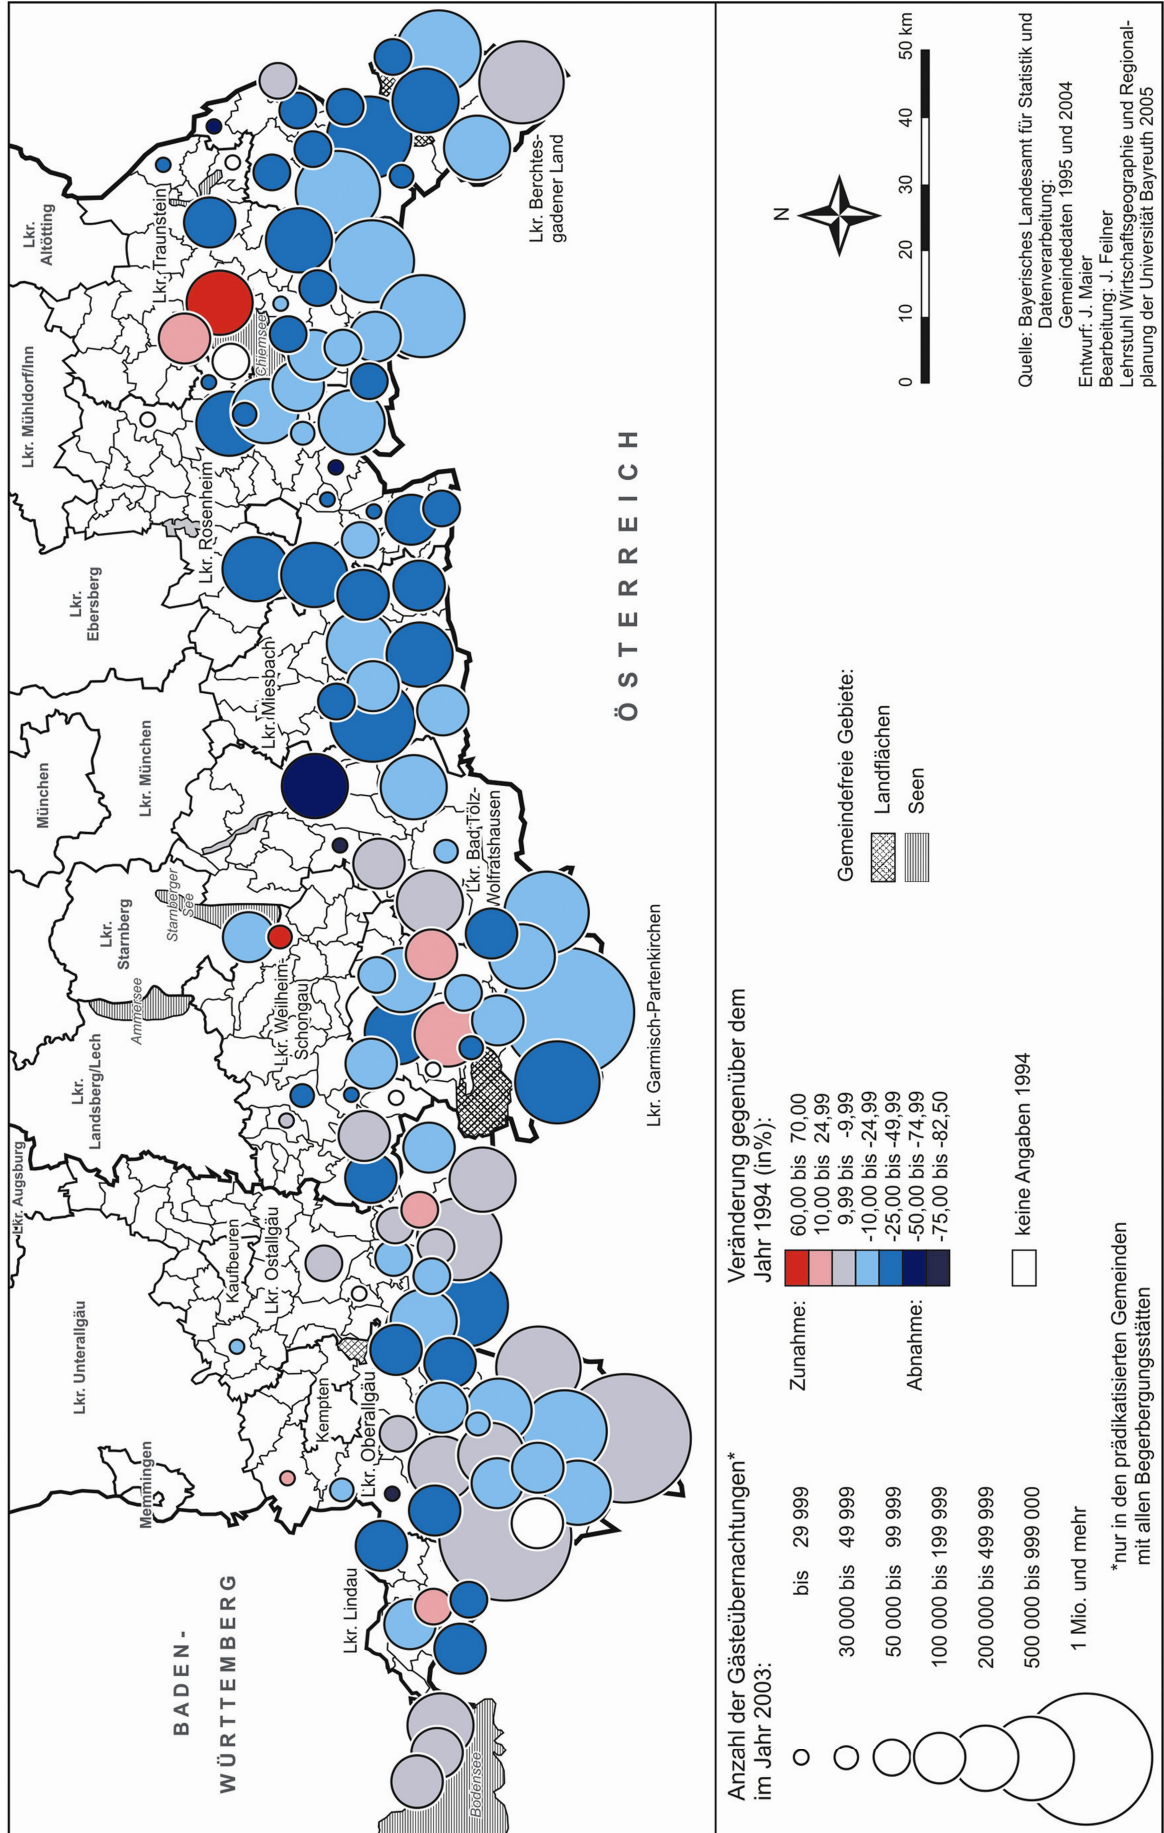 BADEN-
WÜRTTEMBERG
Memmingen
Lkr. Unterallgäu
Lkr. Augsburg
Lkr.
Landsberg/Lech
Ammersee
Lkr.
Starnberg
Starnberger
See
München
Lkr. München
Lkr.
Ebersberg
Lkr. Mühldorf/Inn
Lkr.
Altötting
Kaufbeuren
Lkr. Ostallgäu
Kempten
Lkr. Oberallgäu
Lkr. Lindau
Bodensee
Lkr. Weilheim-
Schongau
Lkr. Miesbach
Lkr. Rosenheim
Chiemsee
Lkr. Traunstein
Lkr. Bad Tölz-
Wolfratshausen
Lkr. Berchtes-
gadener Land
Lkr. Garmisch-Partenkirchen
ÖSTERREICH
Anzahl der Gästeübernachtungen*
im Jahr 2003:
bis 29 999
30 000 bis 49 999
50 000 bis 99 999
100 000 bis 199 999
200 000 bis 499 999
500 000 bis 999 000
1 Mio. und mehr
*nur in den prädikatisierten Gemeinden
mit allen Begerbergungsstätten
Veränderung gegenüber dem
Jahr 1994 (in%):
Zunahme:
60,00 bis 70,00
10,00 bis 24,99
9,99 bis -9,99
-10,00 bis -24,99
-25,00 bis -49,99
Abnahme:
-50,00 bis -74,99
-75,00 bis -82,50
keine Angaben 1994
Gemeindefreie Gebiete:
Landflächen
Seen
N
0 10 20 30 40 50 km
Quelle: Bayerisches Landesamt für Statistik und
Datenverarbeitung:
Gemeindedaten 1995 und 2004
Entwurf: J. Maier
Bearbeitung: J. Feilner
Lehrstuhl Wirtschaftsgeographie und Regional-
planung der Universität Bayreuth 2005